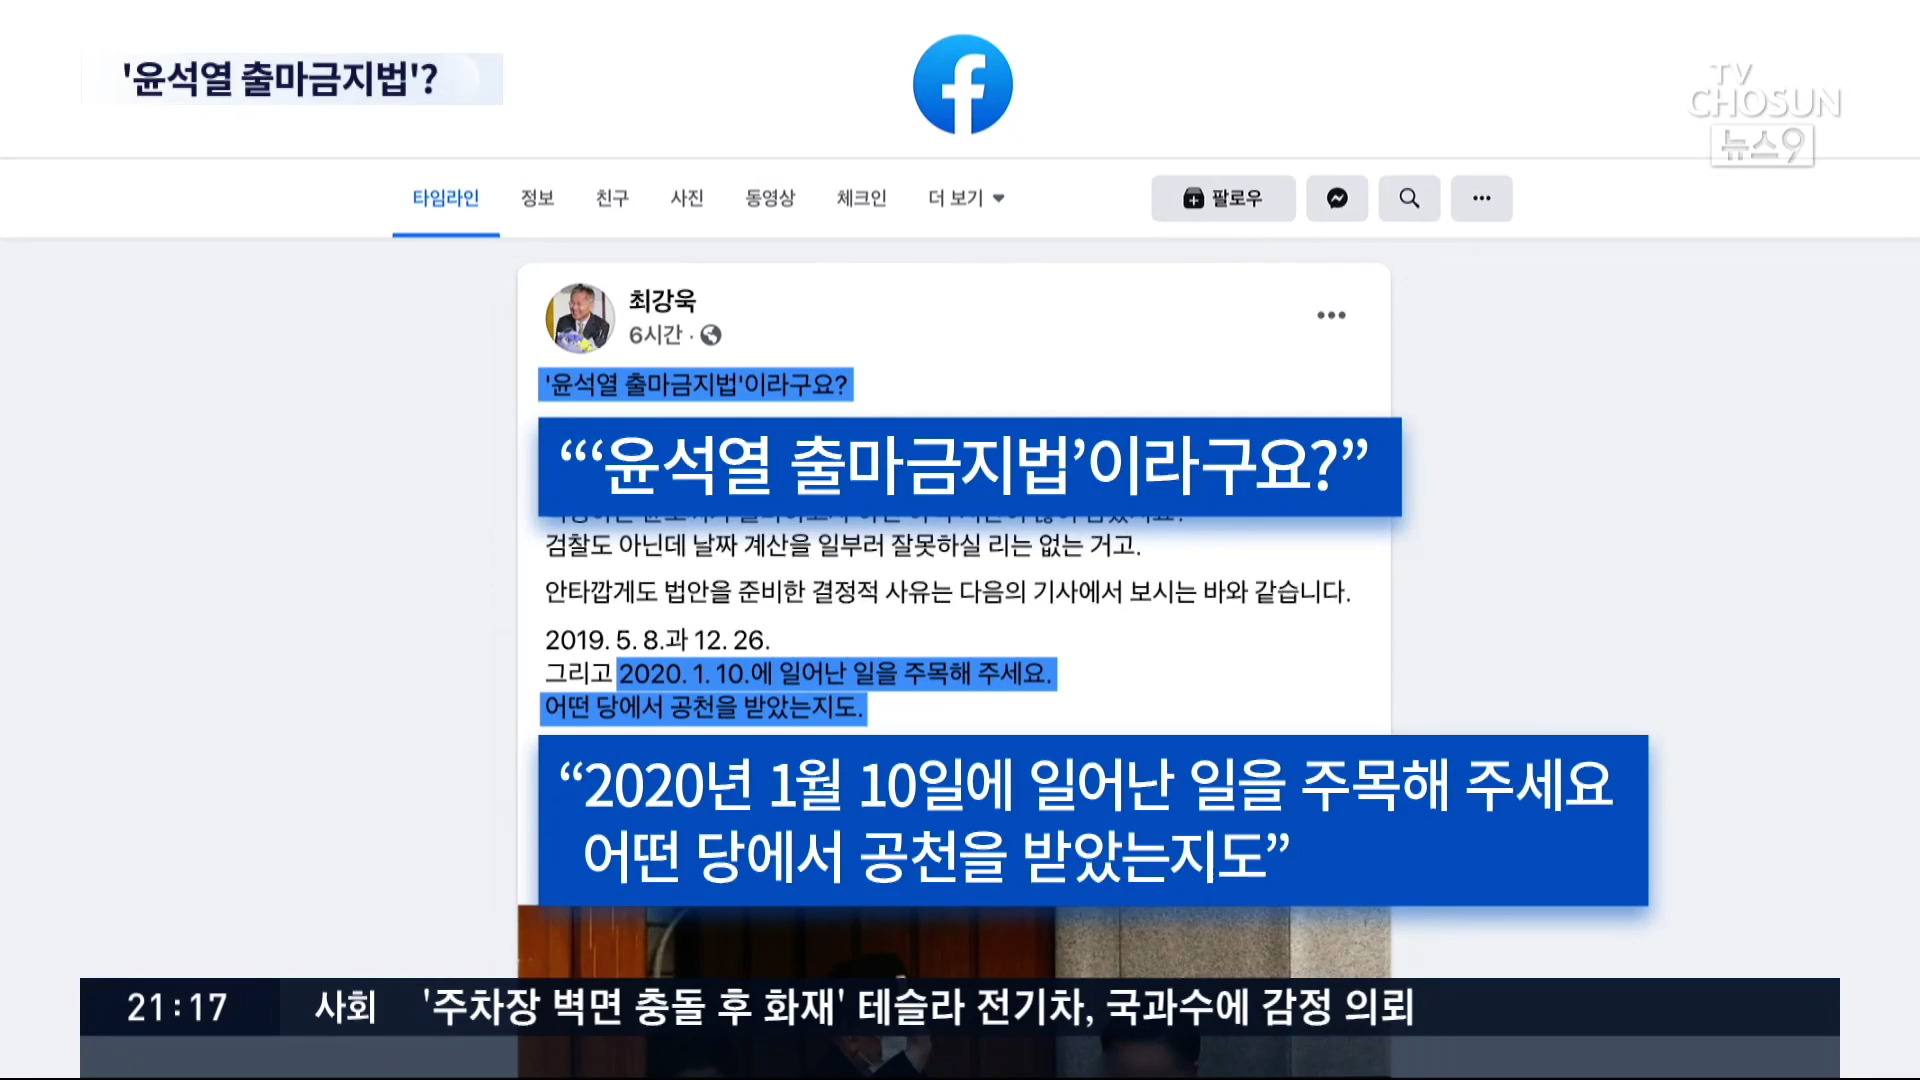 '윤석열 출마금지법'?
TV
CHOSUN
뉴스9
타임라인 정보 친구 사진 동영상 체크인 더 보기 팔로우
최강욱
6시간
'윤석열 출마금지법'이라구요?
“‘윤석열 출마금지법’이라구요?”
검찰도 아닌데 날짜 계산을 일부러 잘못하실 리는 없는 거고.
안타깝게도 법안을 준비한 결정적 사유는 다음의 기사에서 보시는 바와 같습니다.
2019. 5. 8.과 12. 26.
그리고 2020. 1. 10.에 일어난 일을 주목해 주세요.
어떤 당에서 공천을 받았는지도.
“2020년 1월 10일에 일어난 일을 주목해 주세요
어떤 당에서 공천을 받았는지도”
21:17 사회 '주차장 벽면 충돌 후 화재' 테슬라 전기차, 국과수에 감정 의뢰